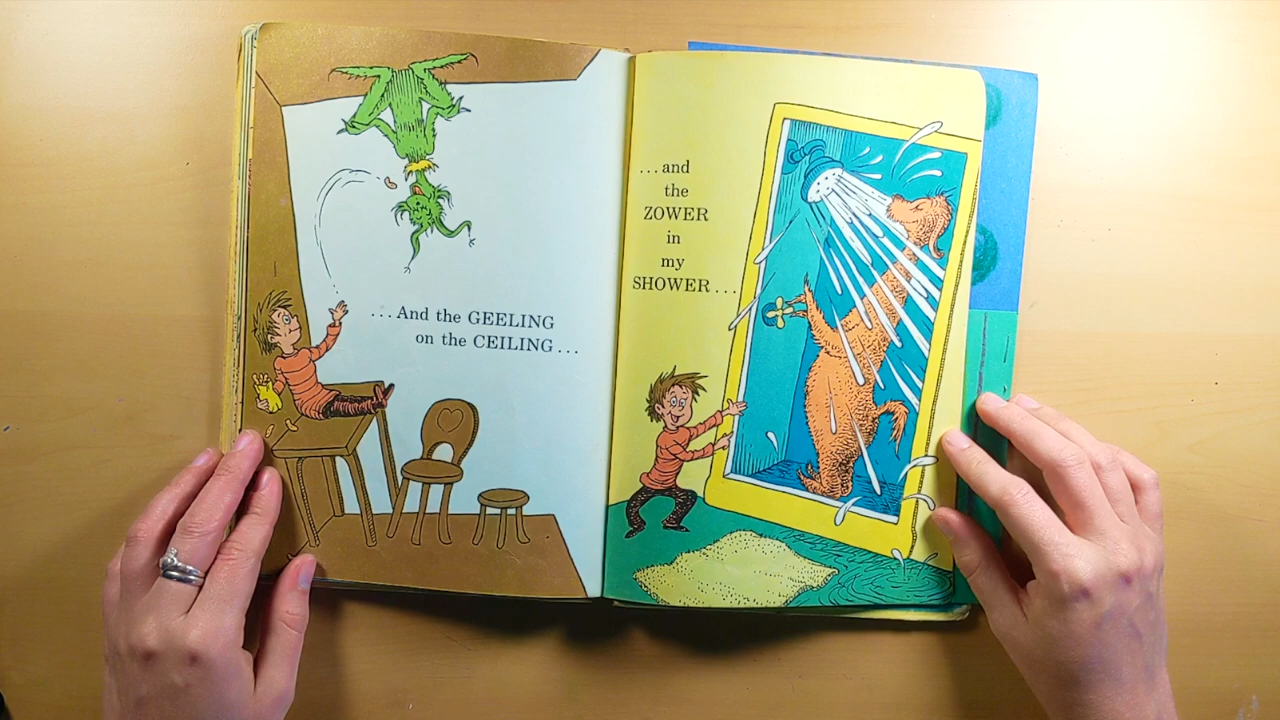 ...And the GEELING
on the CEILING...
...and
the
ZOWER
in
my
SHOWER...